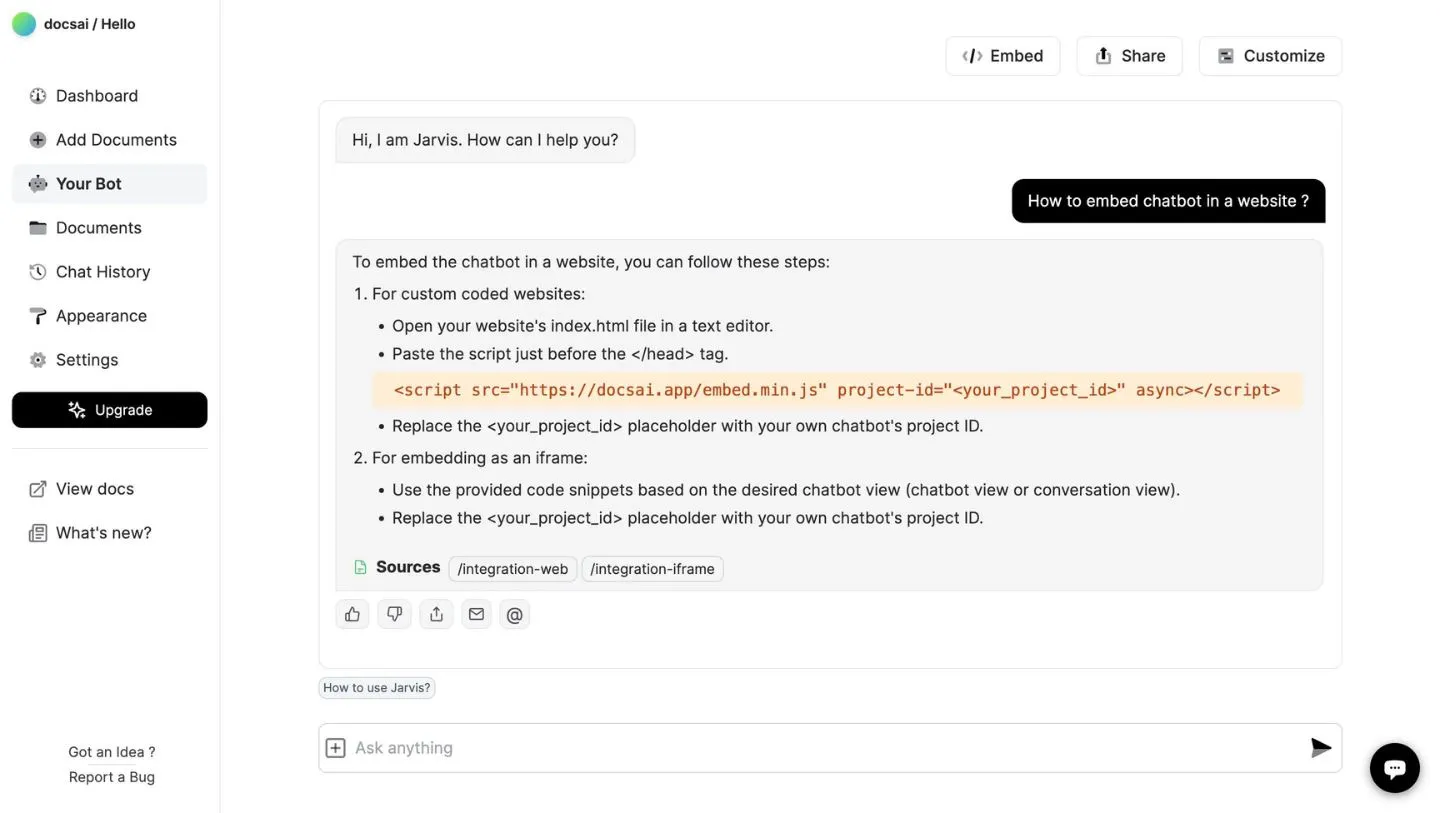 docsai / Hello
Dashboard
Add Documents
Your Bot
Documents
Chat History
Appearance
Settings
Upgrade
View docs
What's new?
Got an Idea ?
Report a Bug
</> Embed
Share
Customize
Hi, I am Jarvis. How can I help you?
How to embed chatbot in a website ?
To embed the chatbot in a website, you can follow these steps:
1. For custom coded websites:
• Open your website's index.html file in a text editor.
• Paste the script just before the </head> tag.
<script src="https://docsai.app/embed.min.js" project-id="<your_project_id>" async></script>
• Replace the <your_project_id> placeholder with your own chatbot's project ID.
2. For embedding as an iframe:
• Use the provided code snippets based on the desired chatbot view (chatbot view or conversation view).
• Replace the <your_project_id> placeholder with your own chatbot's project ID.
Sources /integration-web /integration-iframe
@
How to use Jarvis?
Ask anything